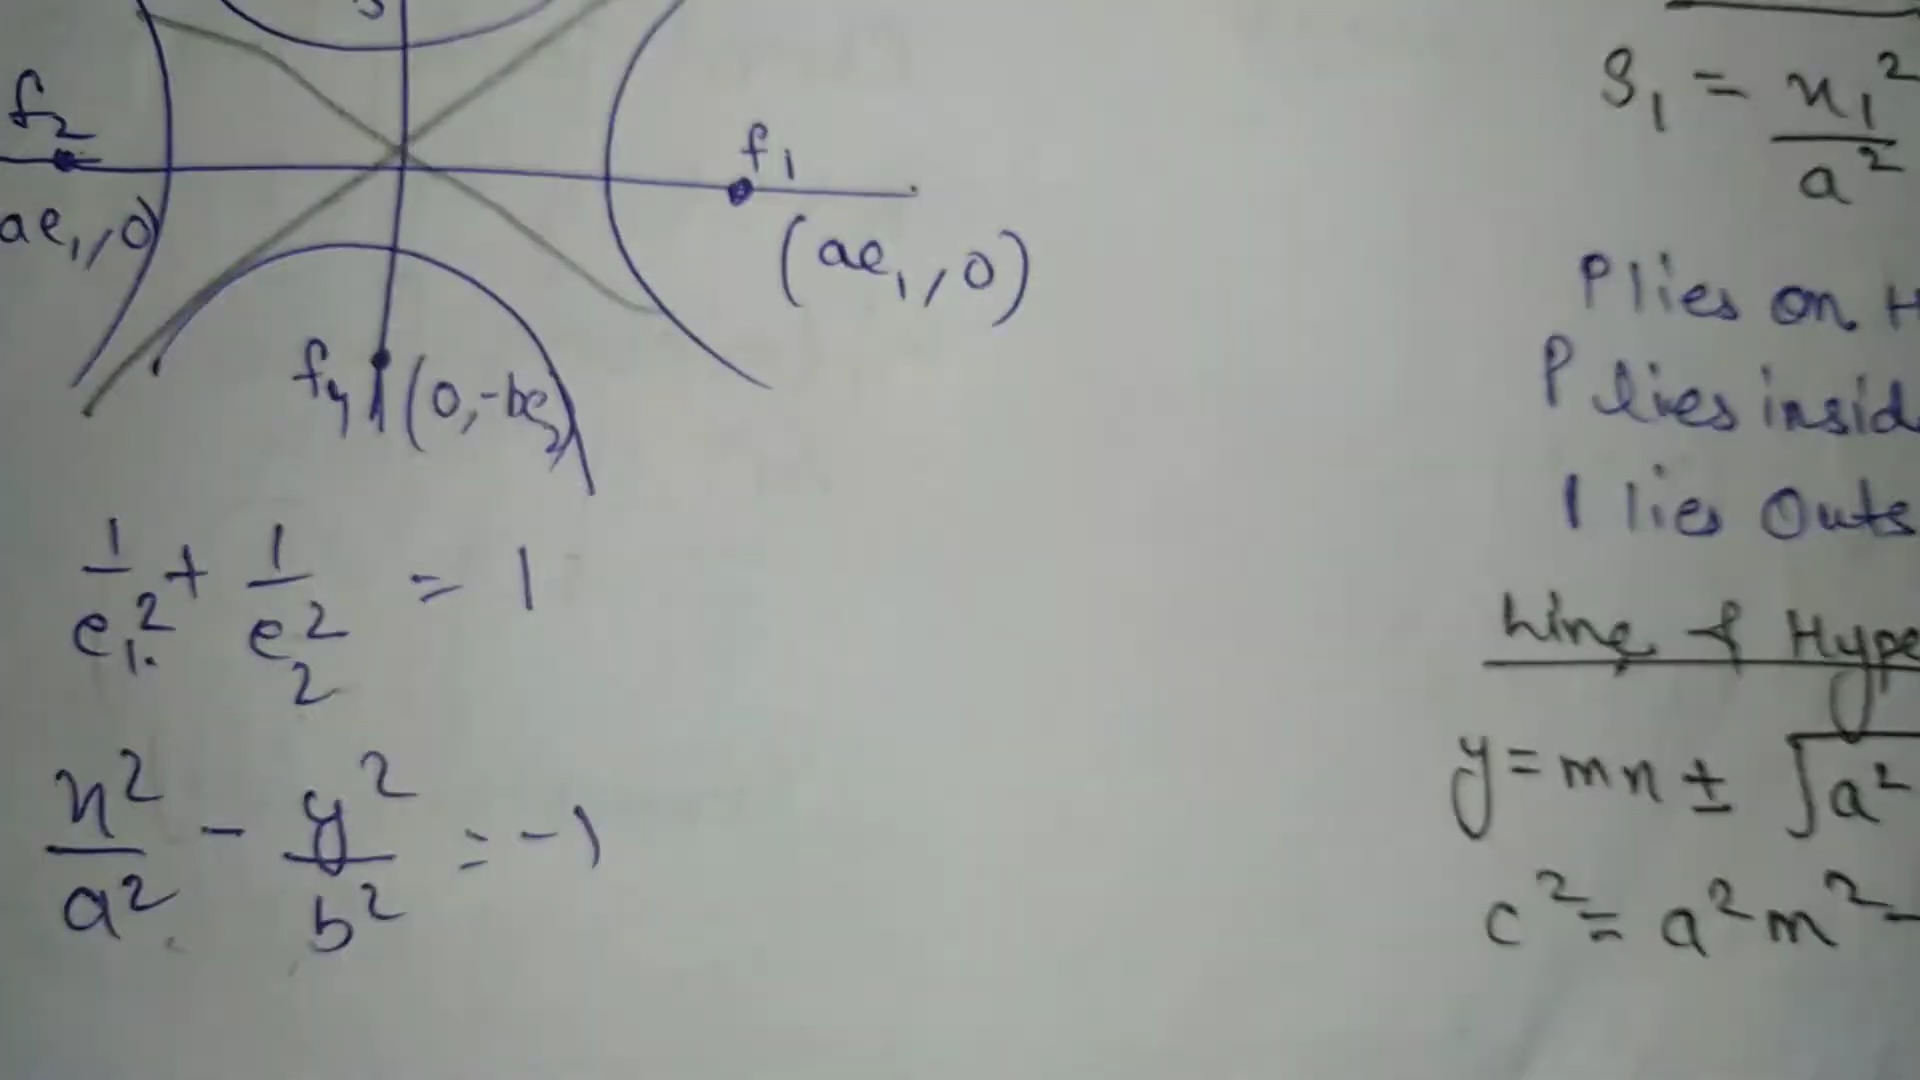 f₂
f₁
ae₁,0)
(ae₁,0)
f₄ (0,-be₂)
1/e₁² + 1/e₂² = 1
x²/a² - y²/b² = -1
S₁ = x₁²/a²
P lies on H
P lies insid
lies Outs
Line & Hype
y = mx ± √a²
c² = a²m² -